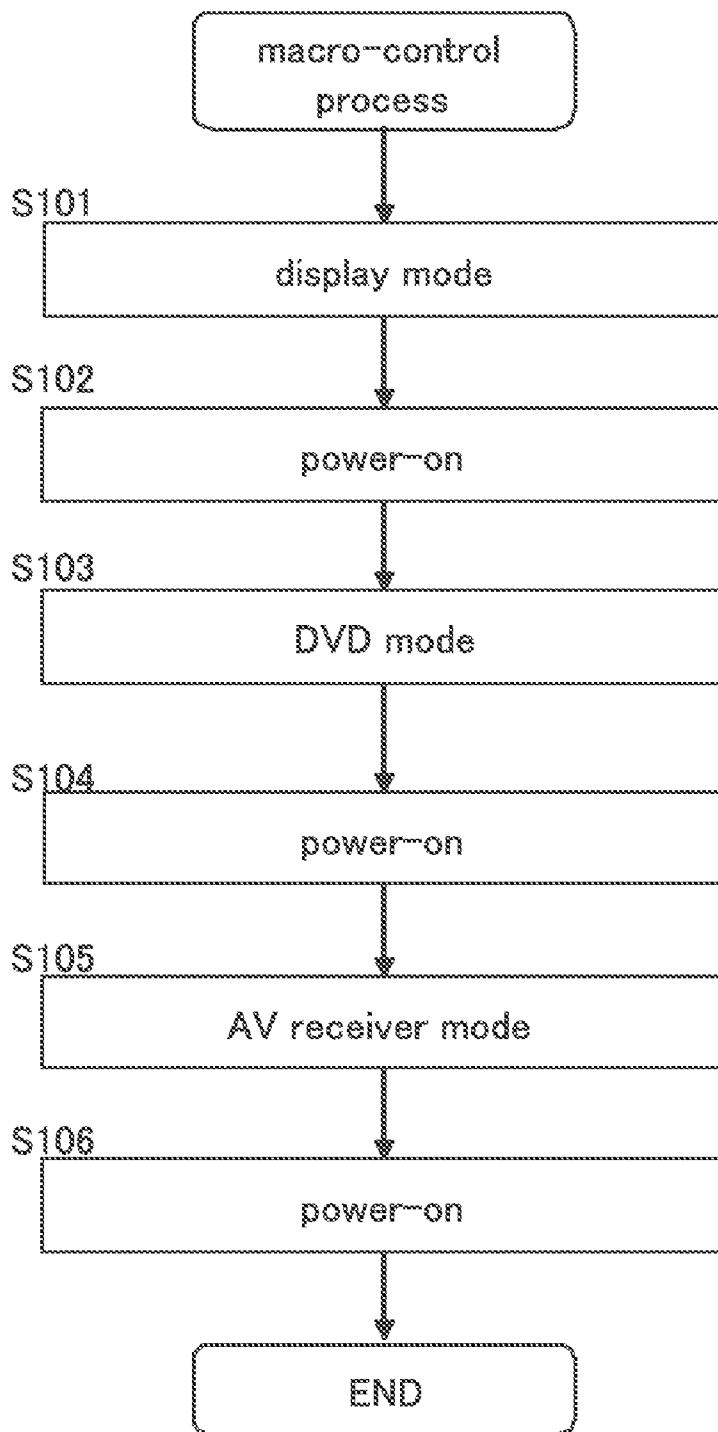 macro-control
process
S101
display mode
S102
power-on
S103
DVD mode
S104
power-on
S105
AV receiver mode
S106
power-on
END